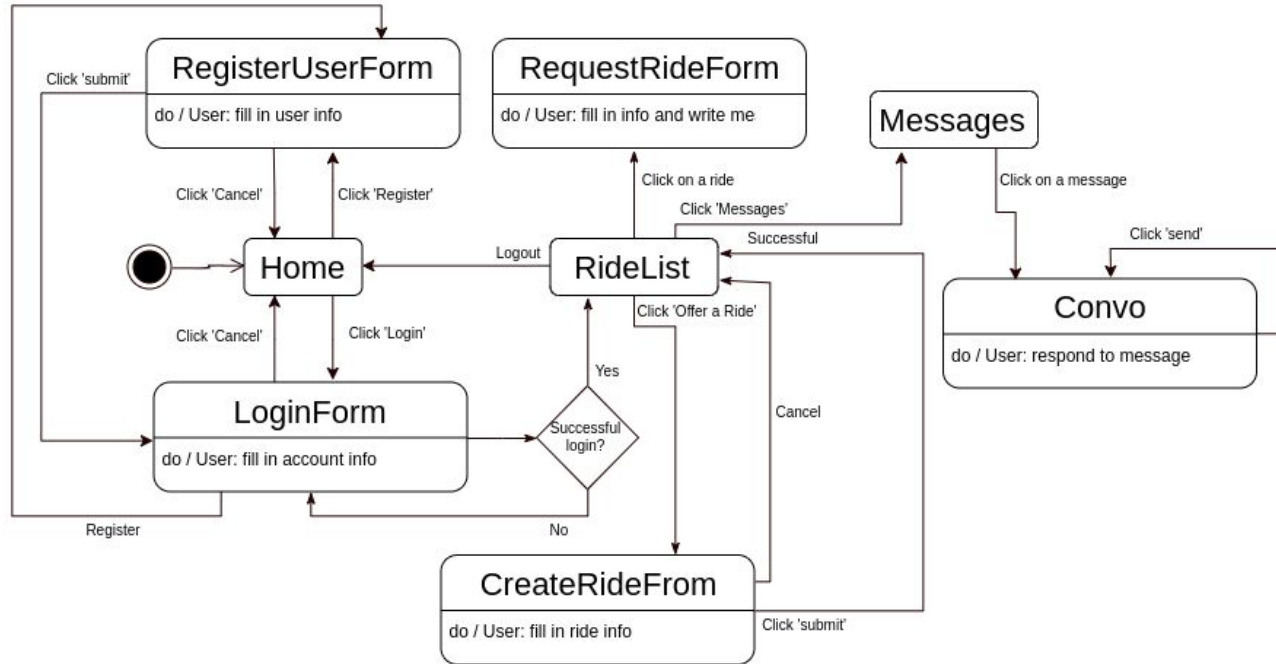 RegisterUserForm
do / User: fill in user info
RequestRideForm
do / User: fill in info and write me
Messages
Click 'submit'
Click 'Cancel'
Click 'Register'
Click on a ride
Click 'Messages'
Click on a message
Successful
Click 'send'
Home
Logout
RideList
Click 'Cancel'
Click 'Login'
Click 'Offer a Ride'
Convo
do / User: respond to message
Yes
LoginForm
do / User: fill in account info
Successful
login?
Cancel
Register
No
CreateRideFrom
do / User: fill in ride info
Click 'submit'